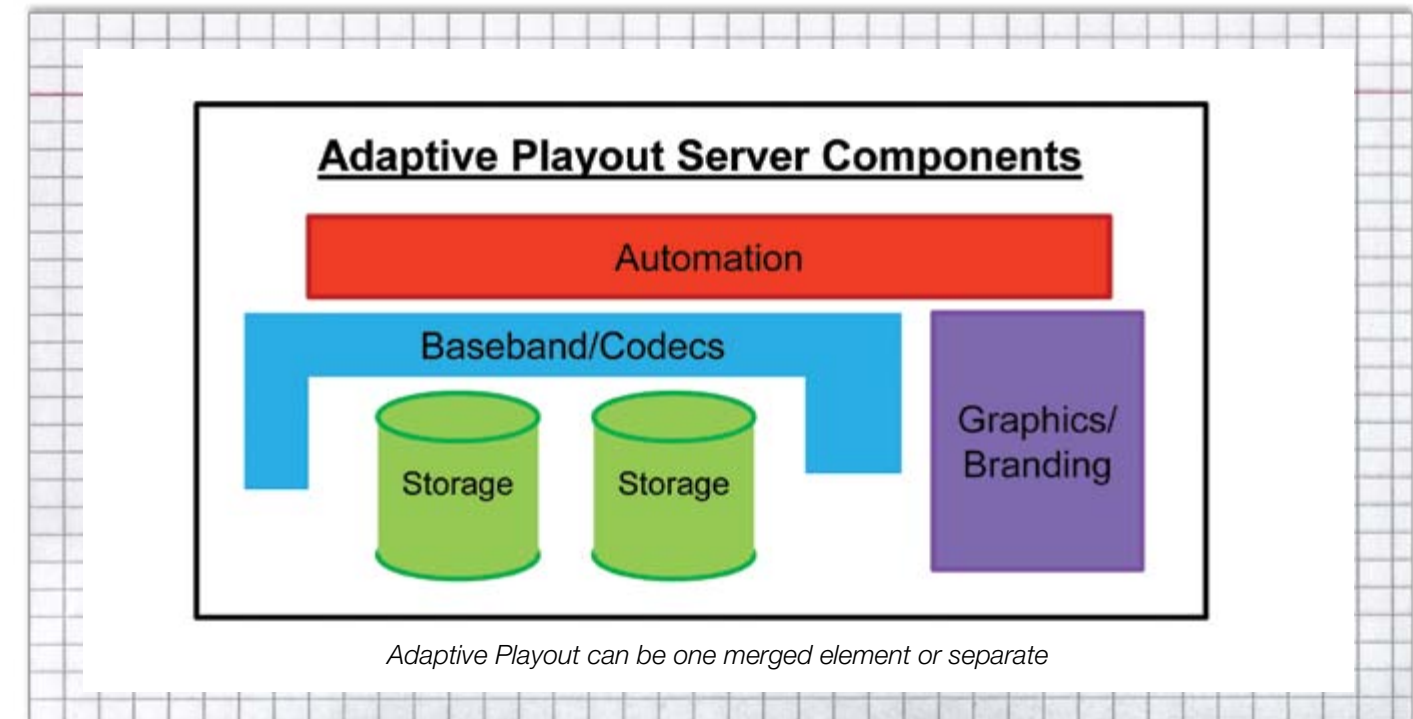 Adaptive Playout Server Components
Automation
Baseband/Codecs
Storage
Storage
Graphics/
Branding
Adaptive Playout can be one merged element or separate